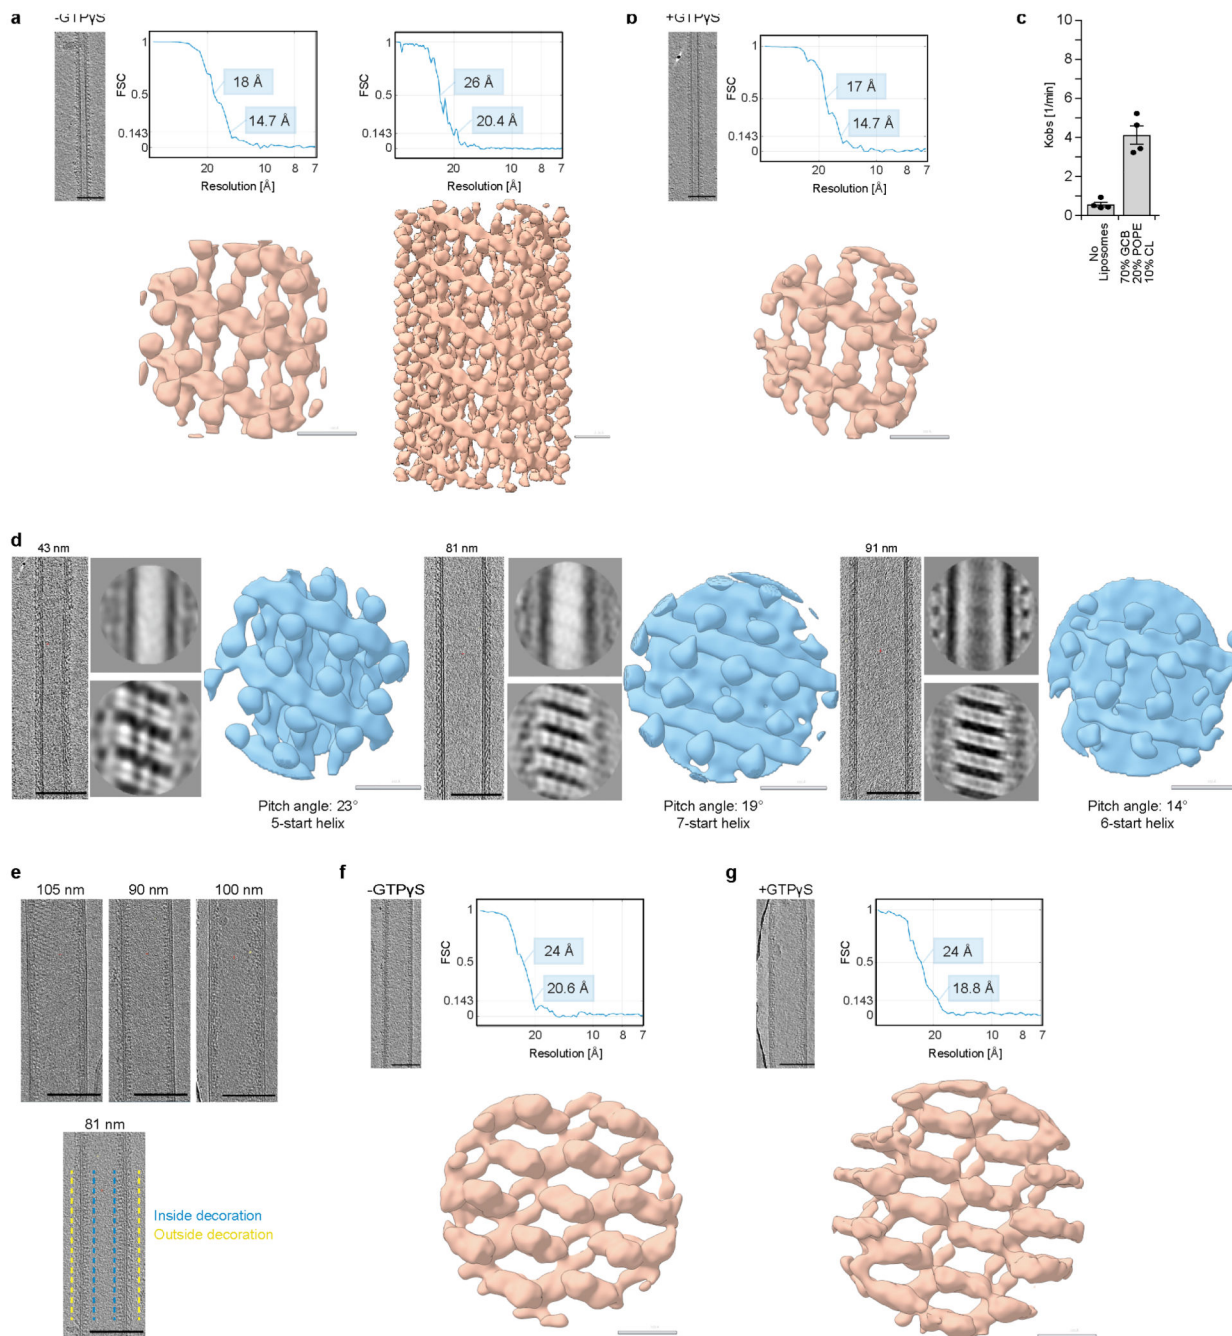 a
-GTPγS
FSC
1
0.5
0.143
0
18 Å
14.7 Å
20
10
8
7
Resolution [Å]
FSC
1
0.5
0.143
0
26 Å
20.4 Å
20
10
8
7
Resolution [Å]
b
+GTPγS
FSC
1
0.5
0.143
0
17 Å
14.7 Å
20
10
8
7
Resolution [Å]
c
Kobs [1/min]
10
8
6
4
2
0
No
Liposomes
70% GCB
20% POPE
10% CL
d
43 nm
Pitch angle: 23°
5-start helix
81 nm
Pitch angle: 19°
7-start helix
91 nm
Pitch angle: 14°
6-start helix
e
105 nm
90 nm
100 nm
81 nm
Inside decoration
Outside decoration
f
-GTPγS
FSC
1
0.5
0.143
0
24 Å
20.6 Å
20
10
8
7
Resolution [Å]
g
+GTPγS
FSC
1
0.5
0.143
0
24 Å
18.8 Å
20
10
8
7
Resolution [Å]